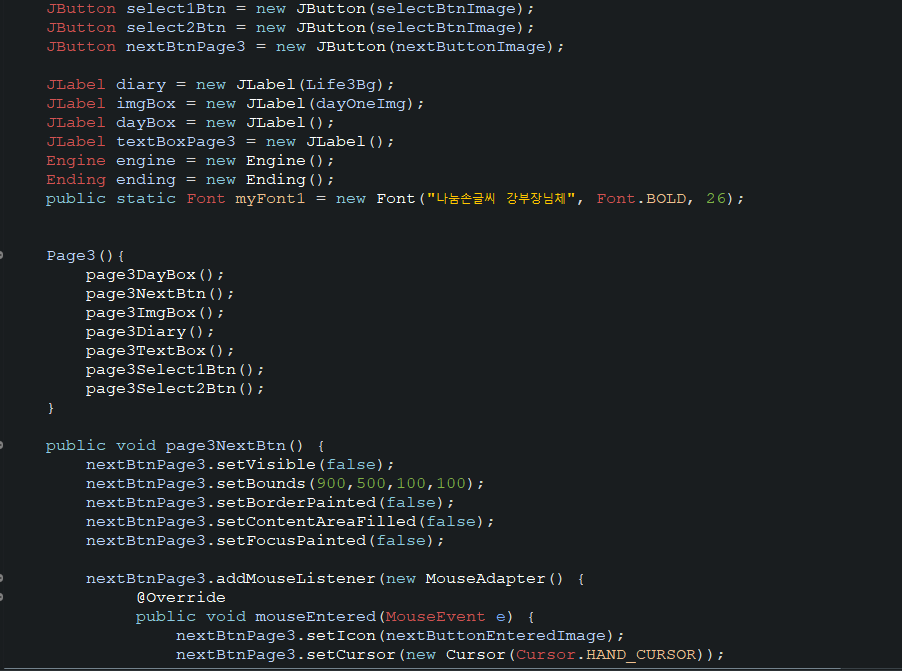 JButton select1Btn = new JButton(selectBtnImage);
JButton select2Btn = new JButton(selectBtnImage);
JButton nextBtnPage3 = new JButton(nextButtonImage);
JLabel diary = new JLabel(Life3Bg);
JLabel imgBox = new JLabel(dayOneImg);
JLabel dayBox = new JLabel();
JLabel textBoxPage3 = new JLabel();
Engine engine = new Engine();
Ending ending = new Ending();
public static Font myFont1 = new Font("나눔손글씨 강부장님체", Font.BOLD, 26);
Page3(){
page3DayBox();
page3NextBtn();
page3ImgBox();
page3Diary();
page3TextBox();
page3Select1Btn();
page3Select2Btn();
}
public void page3NextBtn() {
nextBtnPage3.setVisible(false);
nextBtnPage3.setBounds(900,500,100,100);
nextBtnPage3.setBorderPainted(false);
nextBtnPage3.setContentAreaFilled(false);
nextBtnPage3.setFocusPainted(false);
nextBtnPage3.addMouseListener(new MouseAdapter() {
@Override
public void mouseEntered(MouseEvent e) {
nextBtnPage3.setIcon(nextButtonEnteredImage);
nextBtnPage3.setCursor(new Cursor(Cursor.HAND_CURSOR));